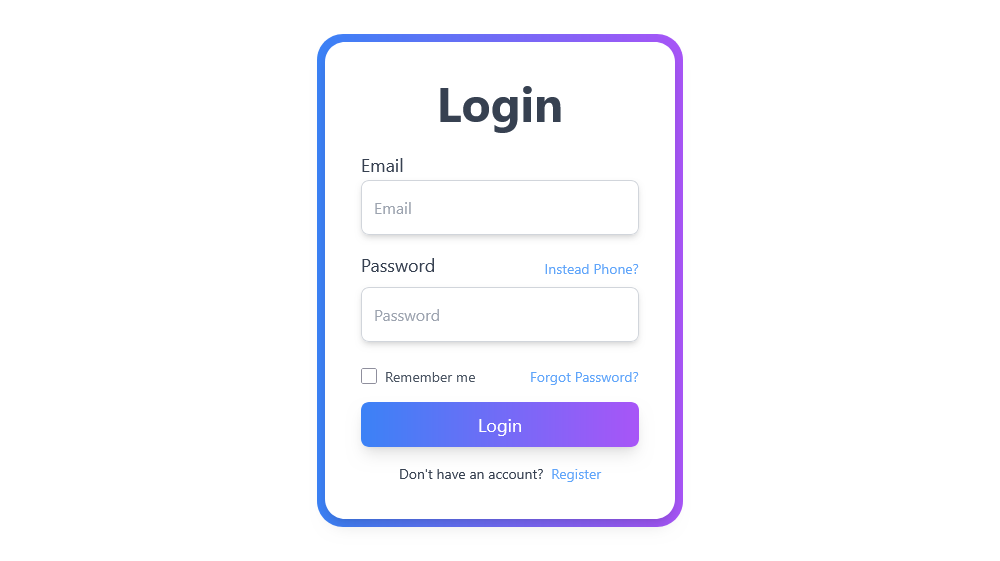 Login
Email
Email
Password Instead Phone?
Password
Remember me Forgot Password?
Login
Don't have an account? Register